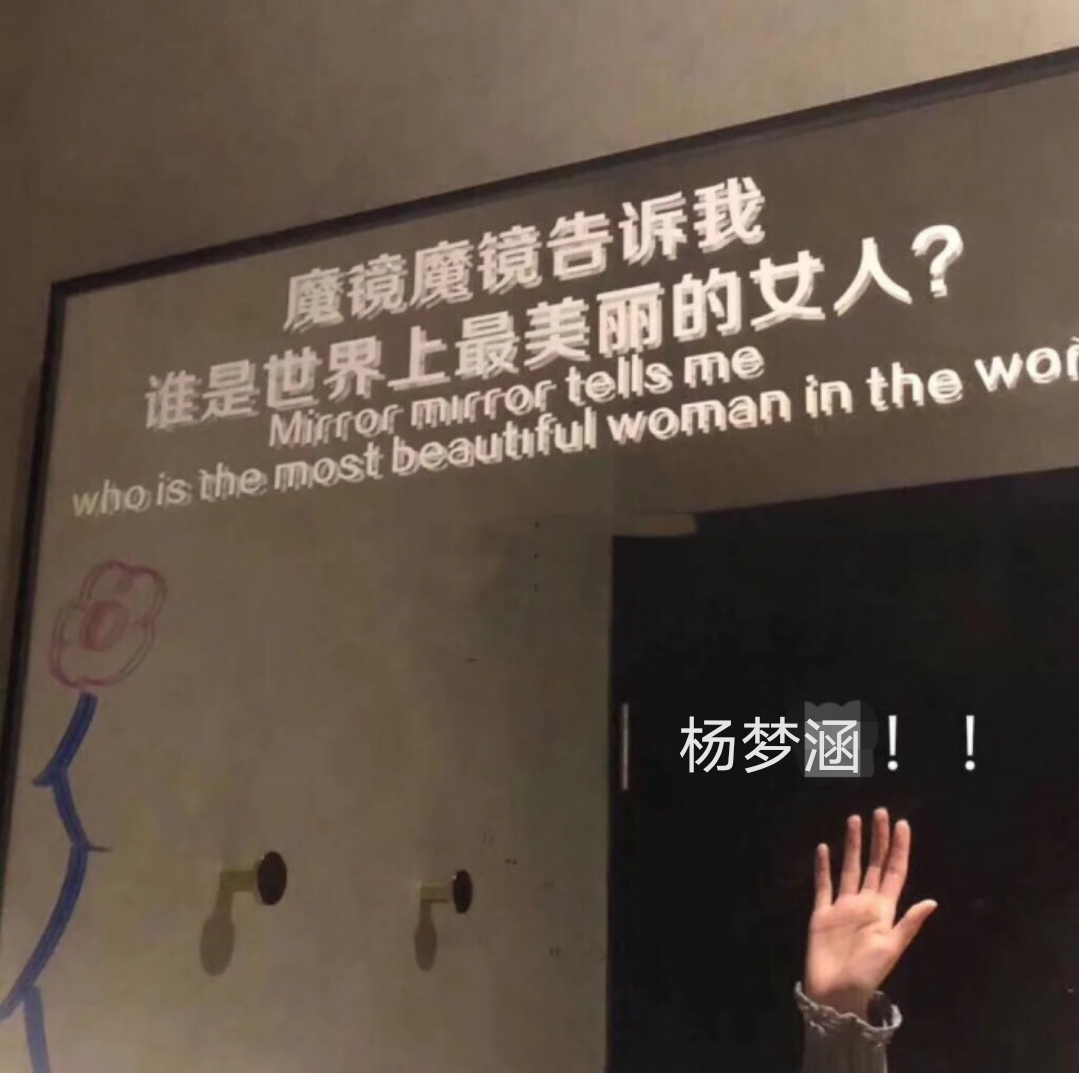 魔镜魔镜告诉我
谁是世界上最美丽的女人?
Mirror mirror tells me
who is the most beautiful woman in the
杨梦涵！！